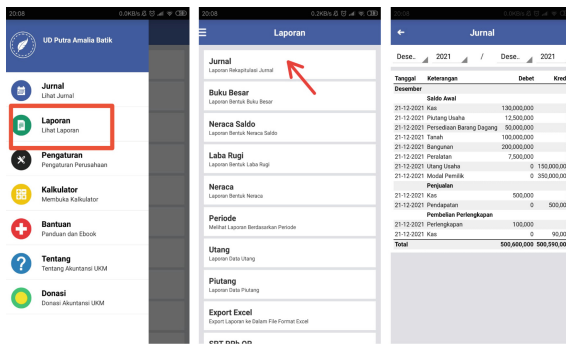 20:08 0.0KB/s
UD Putra Amalia Batik
Jurnal
Lihat Jurnal
Laporan
Lihat Laporan
Pengaturan
Pengaturan Perusahaan
Kalkulator
Membuka Kalkulator
Bantuan
Panduan dan Ebook
Tentang
Tentang Akuntansi UKM
Donasi
Donasi Akuntansi UKM
20:08 0.2KB/s
Laporan
Jurnal
Laporan Rekapitulasi Jurnal
Buku Besar
Laporan Bentuk Buku Besar
Neraca Saldo
Laporan Bentuk Neraca Saldo
Laba Rugi
Laporan Bentuk Laba Rugi
Neraca
Laporan Bentuk Neraca
Periode
Melihat Laporan Berdasarkan Periode
Utang
Laporan Data Utang
Piutang
Laporan Data Piutang
Export Excel
Export Laporan ke Dalam File Format Excel
SPT PPh OP
20:09 0.0KB/s
Jurnal
Dese.. 2021 / Dese.. 2021
Tanggal Keterangan Debet Kred
Desember
Saldo Awal
21-12-2021 Kas 130,000,000
21-12-2021 Piutang Usaha 12,500,000
21-12-2021 Persediaan Barang Dagang 50,000,000
21-12-2021 Tanah 100,000,000
21-12-2021 Bangunan 200,000,000
21-12-2021 Peralatan 7,500,000
21-12-2021 Utang Usaha 0 150,000,00
21-12-2021 Modal Pemilik 0 350,000,00
Penjualan
21-12-2021 Kas 500,000
21-12-2021 Pendapatan 0 500,00
Pembelian Perlengkapan
21-12-2021 Perlengkapan 100,000
21-12-2021 Kas 0 90,00
Total 500,600,000 500,590,00